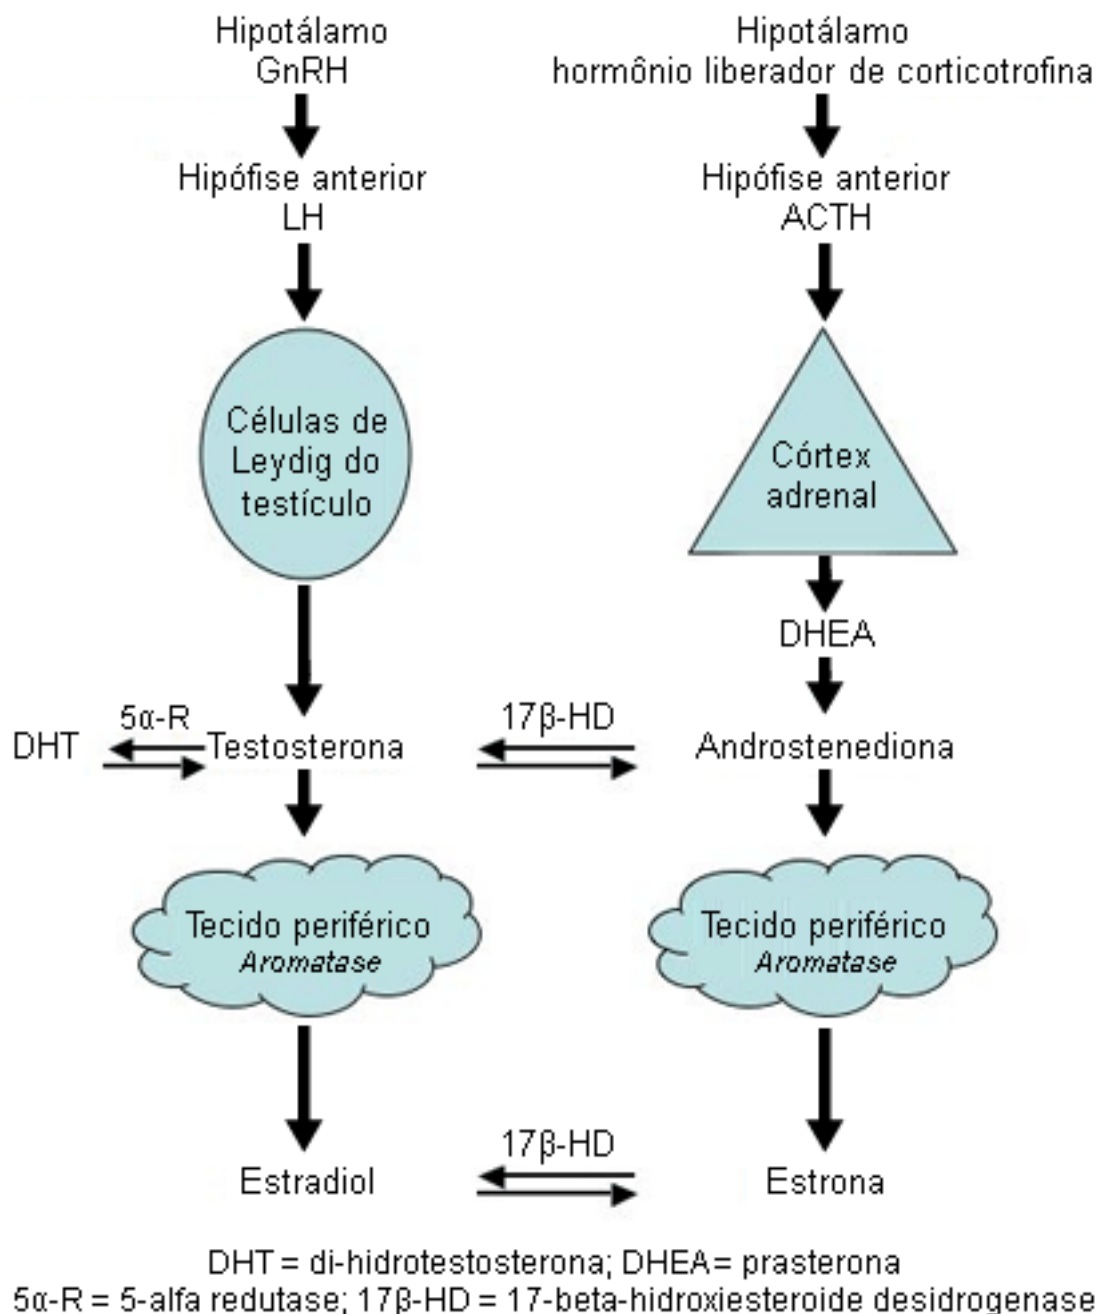 Hipotálamo
GnRH
Hipotálamo
hormônio liberador de corticotrofina
Hipófise anterior
LH
Hipófise anterior
ACTH
Células de
Leydig do
testículo
Córtex
adrenal
DHEA
DHT
5α-R
Testosterona
17β-HD
Androstenediona
Tecido periférico
Aromatase
Tecido periférico
Aromatase
Estradiol
17β-HD
Estrona
DHT = di-hidrotestosterona; DHEA= prasterona
5α-R = 5-alfa redutase; 17β-HD = 17-beta-hidroxiesteroide desidrogenase